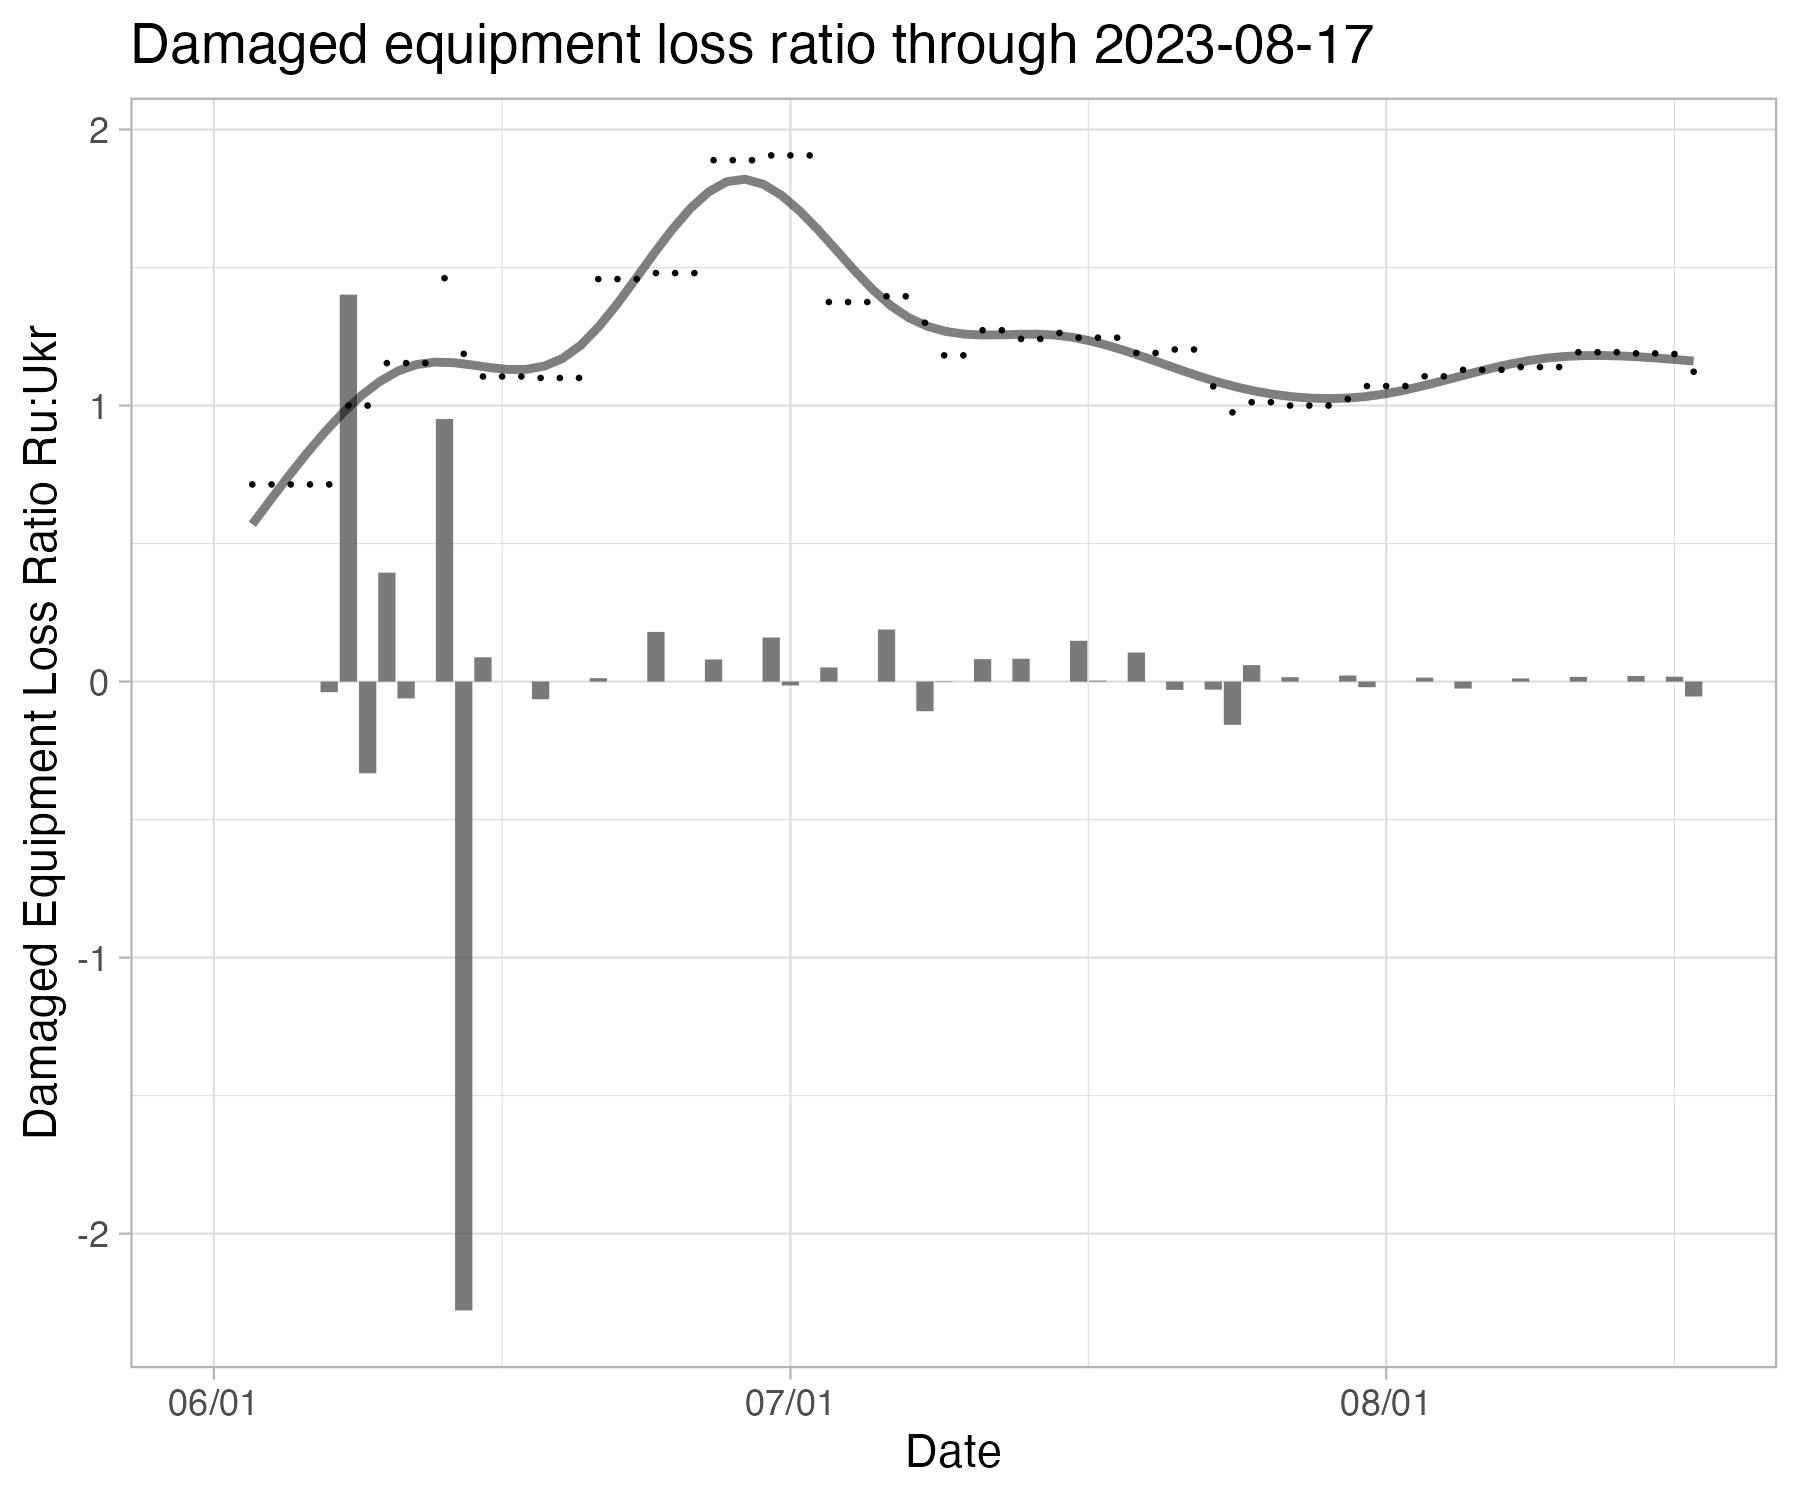 Damaged equipment loss ratio through 2023-08-17
Damaged Equipment Loss Ratio Ru:Ukr
2
1
0
-1
-2
06/01
07/01
08/01
Date